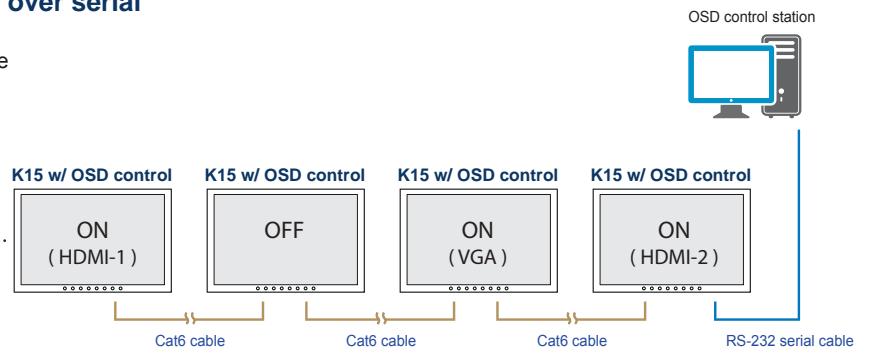 over serial
OSD control station
e
K15 w/ OSD control
K15 w/ OSD control
K15 w/ OSD control
K15 w/ OSD control
.
ON
( HDMI-1 )
OFF
ON
( VGA )
ON
( HDMI-2 )
Cat6 cable
Cat6 cable
Cat6 cable
RS-232 serial cable